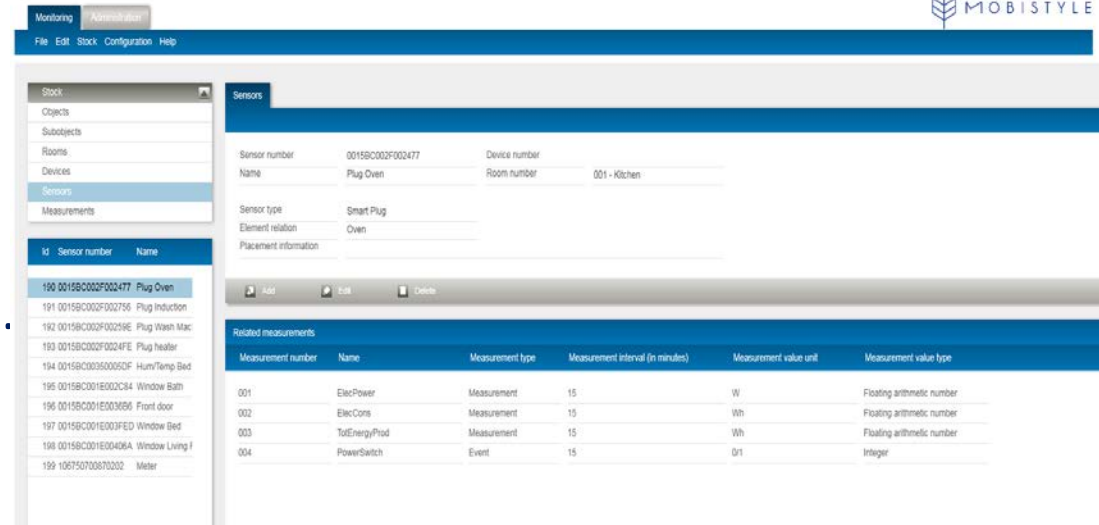 MOBISTYLE
Monitoring Administration
File Edit Stock Configuration Help
Stock
Objects
Subobjects
Rooms
Devices
Sensors
Measurements
Id Sensor number Name
190 0015BC002F002477 Plug Oven
191 0015BC002F002756 Plug Induction
192 0015BC002F00259E Plug Wash Mac
193 0015BC002F0024FE Plug heater
194 0015BC00350005DF Hum/Temp Bed
195 0015BC001E002C84 Window Bath
196 0015BC001E0036B6 Front door
197 0015BC001E003FED Window Bed
198 0015BC001E00406A Window Living
199 106750700870202 Meter
Sensors
Sensor number 0015BC002F002477 Device number
Name Plug Oven Room number 001 - Kitchen
Sensor type Smart Plug
Element relation Oven
Placement information
Add Edit Delete
Related measurements
Measurement number Name Measurement type Measurement interval (in minutes) Measurement value unit Measurement value type
001 ElecPower Measurement 15 W Floating arithmetic number
002 ElecCons Measurement 15 Wh Floating arithmetic number
003 TotEnergyProd Measurement 15 Wh Floating arithmetic number
004 PowerSwitch Event 15 0/1 Integer